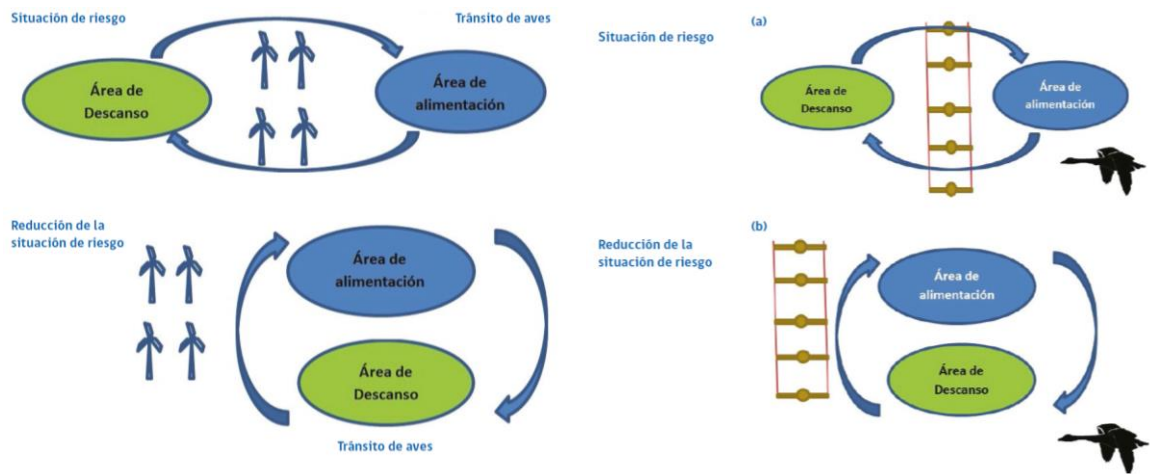 Situación de riesgo
Tránsito de aves
Área de
Descanso
Área de
alimentación
Reducción de la
situación de riesgo
Área de
alimentación
Área de
Descanso
Tránsito de aves
(a)
Situación de riesgo
Área de
Descanso
Área de
alimentación
(b)
Reducción de la
situación de riesgo
Área de
alimentación
Área de
Descanso